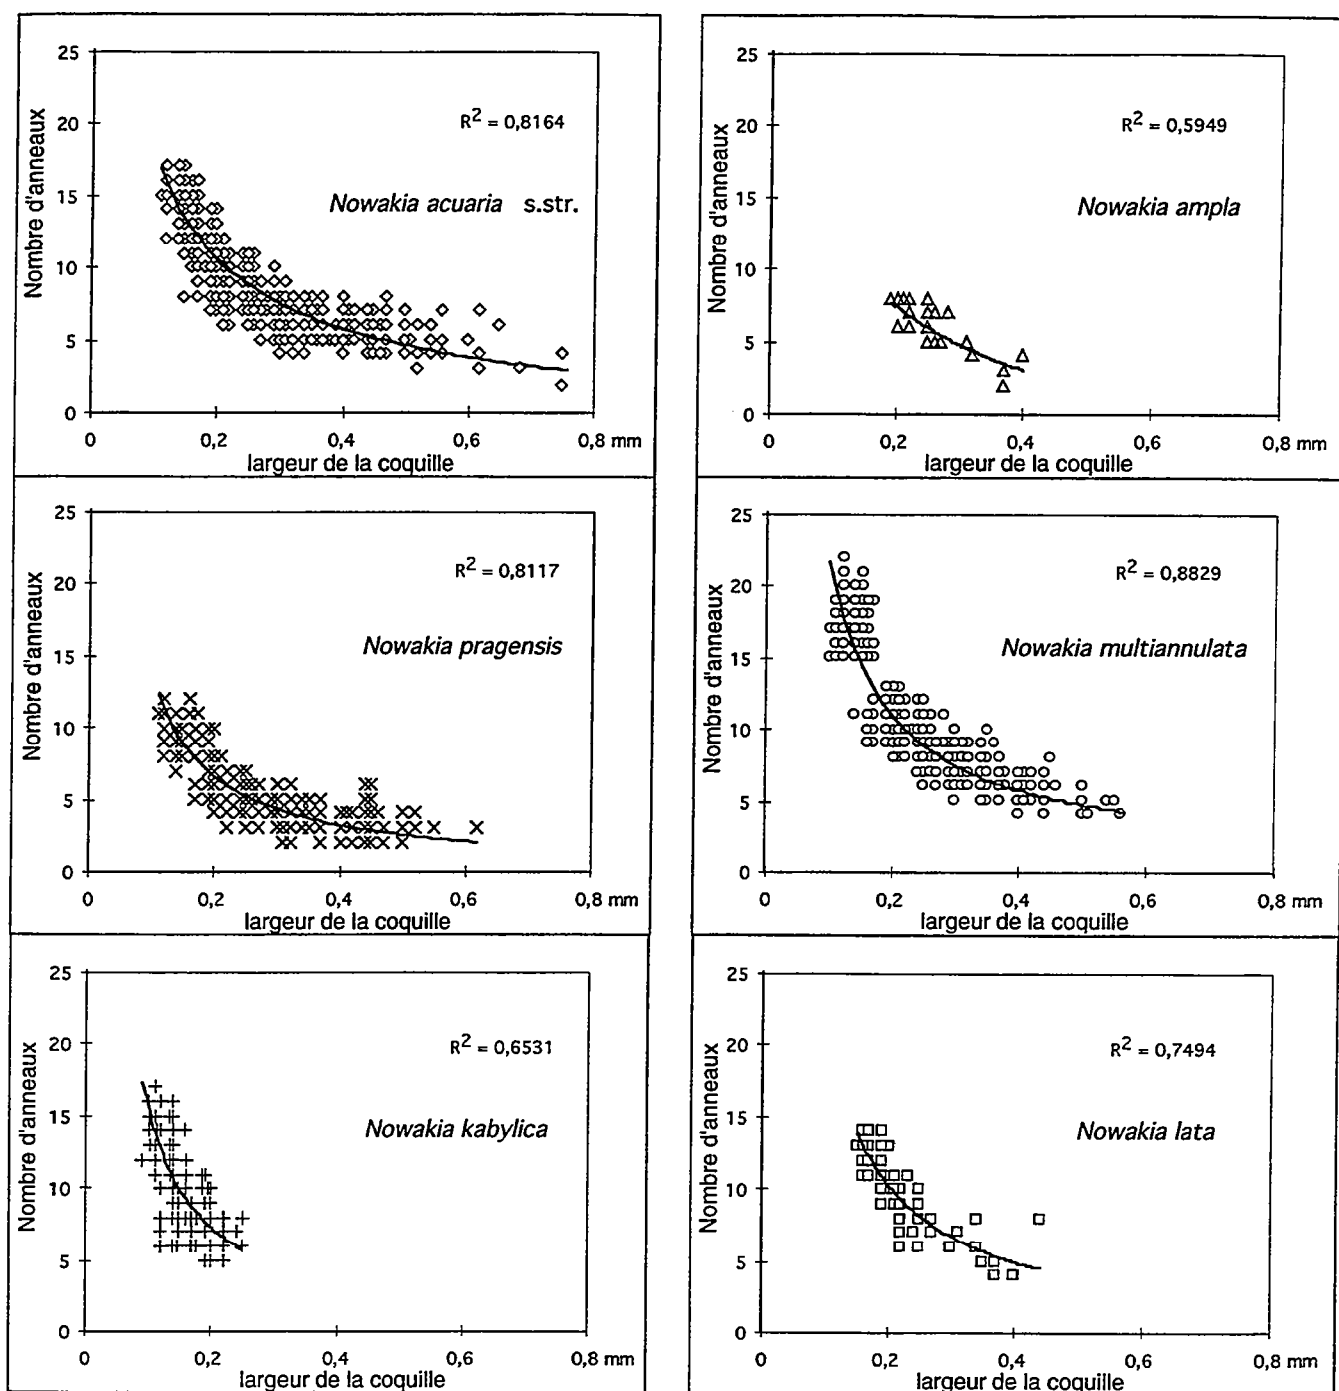 25
20
15
10
5
0
Nombre d'anneaux
R2 = 0,8164
Nowakia acuaria s.str.
0 0,2 0,4 0,6 0,8 mm
largeur de la coquille
25
20
15
10
5
0
Nombre d'anneaux
R2 = 0,5949
Nowakia ampla
0 0,2 0,4 0,6 0,8 mm
largeur de la coquille
25
20
15
10
5
0
Nombre d'anneaux
R2 = 0,8117
Nowakia pragensis
0 0,2 0,4 0,6 0,8 mm
largeur de la coquille
25
20
15
10
5
0
Nombre d'anneaux
R2 = 0,8829
Nowakia multiannulata
0 0,2 0,4 0,6 0,8 mm
largeur de la coquille
25
20
15
10
5
0
Nombre d'anneaux
R2 = 0,6531
Nowakia kabylica
0 0,2 0,4 0,6 0,8 mm
largeur de la coquille
25
20
15
10
5
0
Nombre d'anneaux
R2 = 0,7494
Nowakia lata
0 0,2 0,4 0,6 0,8 mm
largeur de la coquille